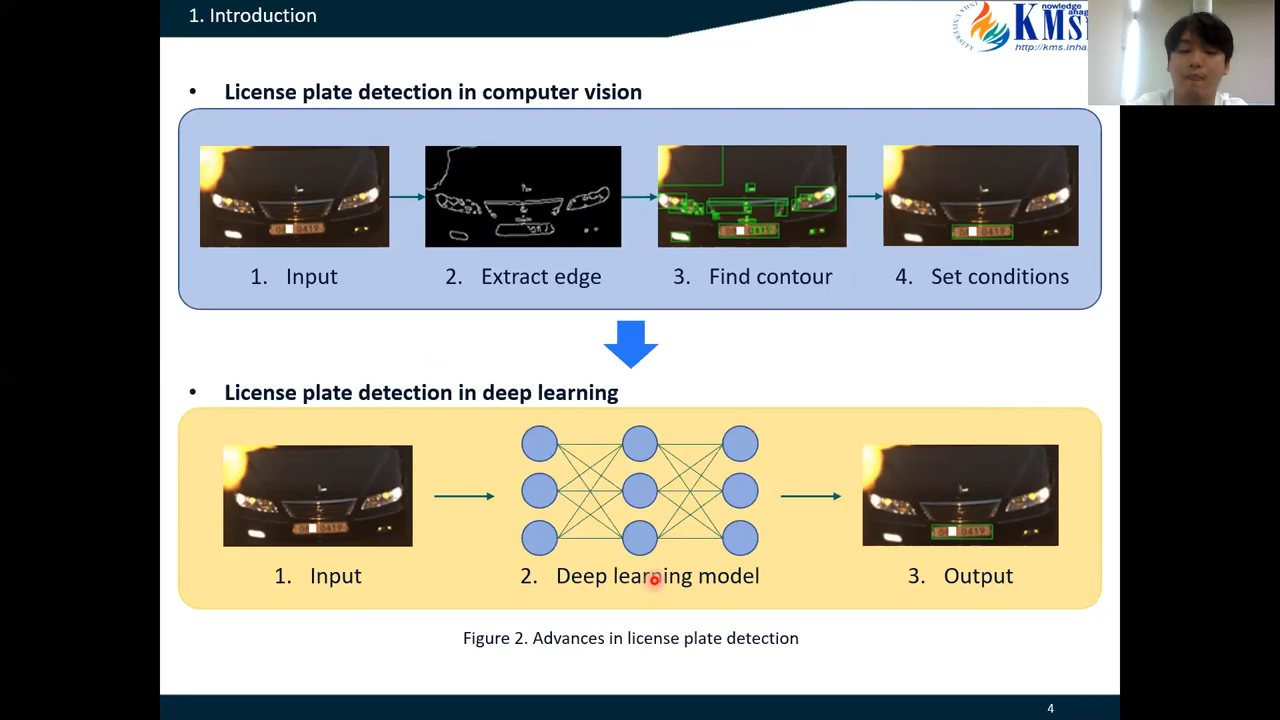 1. Introduction
KMS
nowledge
http://kms.inha.
• License plate detection in computer vision
1. Input
2. Extract edge
3. Find contour
4. Set conditions
• License plate detection in deep learning
1. Input
2. Deep learning model
3. Output
Figure 2. Advances in license plate detection
4